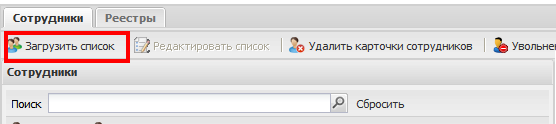 Сотрудники Реестры
Загрузить список Редактировать список Удалить карточки сотрудников
Сотрудники
Поиск Сбросить